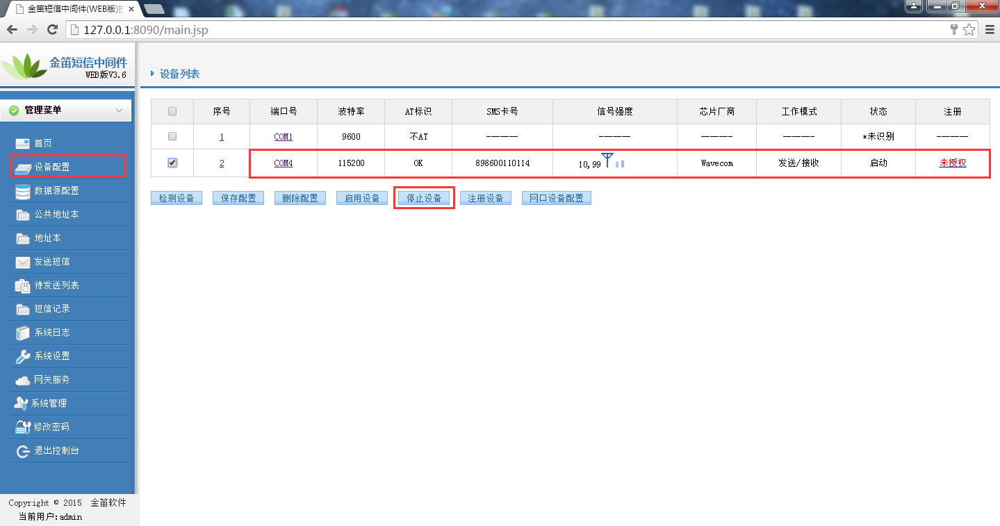 金笛短信中间件(WEB版)
127.0.0.1:8090/main.jsp
金笛短信中间件
WEB版V3.6
管理菜单
首页
设备配置
数据源配置
公共地址本
地址本
发送短信
待发送列表
短信记录
系统日志
系统设置
网关服务
系统管理
修改密码
退出控制台
Copyright © 2015 金笛软件
当前用户:admin
设备列表
序号 端口号 波特率 AT标识 SMS卡号 信号强度 芯片厂商 工作模式 状态 注册
1 COM1 9600 不AT ———— ———— ———— ———— *未识别 ————
2 COM4 115200 OK 898600110114 10,99 Wavecom 发送/接收 启动 未授权
检测设备 保存配置 删除配置 启用设备 停止设备 注册设备 网口设备配置